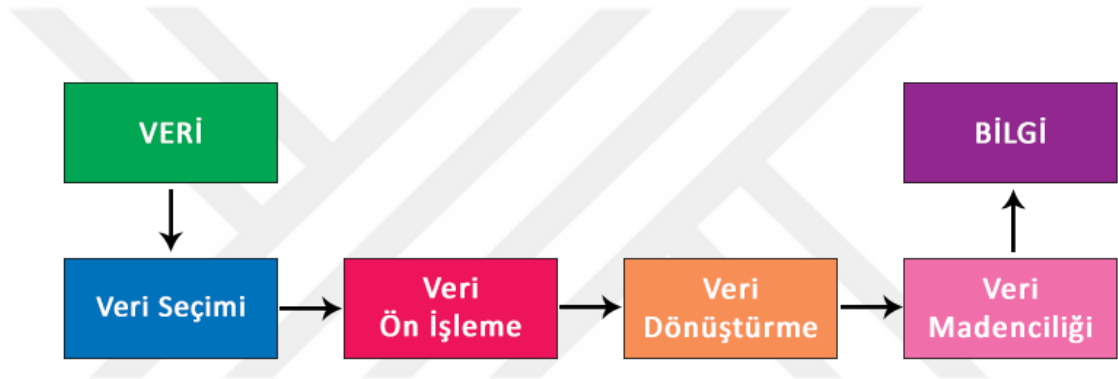 VERİ
BİLGİ
Veri Seçimi
Veri
Ön İşleme
Veri
Dönüştürme
Veri
Madenciliği